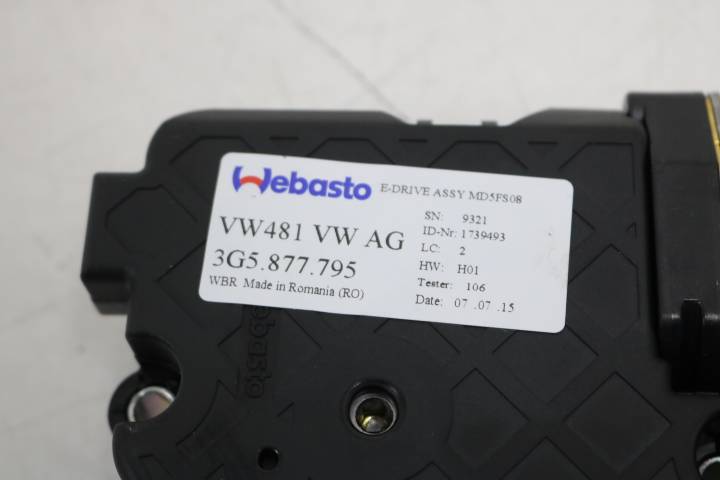 Webasto E-DRIVE ASSY MD5FS08
VW481 VW AG
3G5.877.795
WBR Made in Romania (RO)
SN: 9321
ID-Nr: 1739493
LC: 2
HW: H01
Tester: 106
Date: 07 .07 .15
Webasto